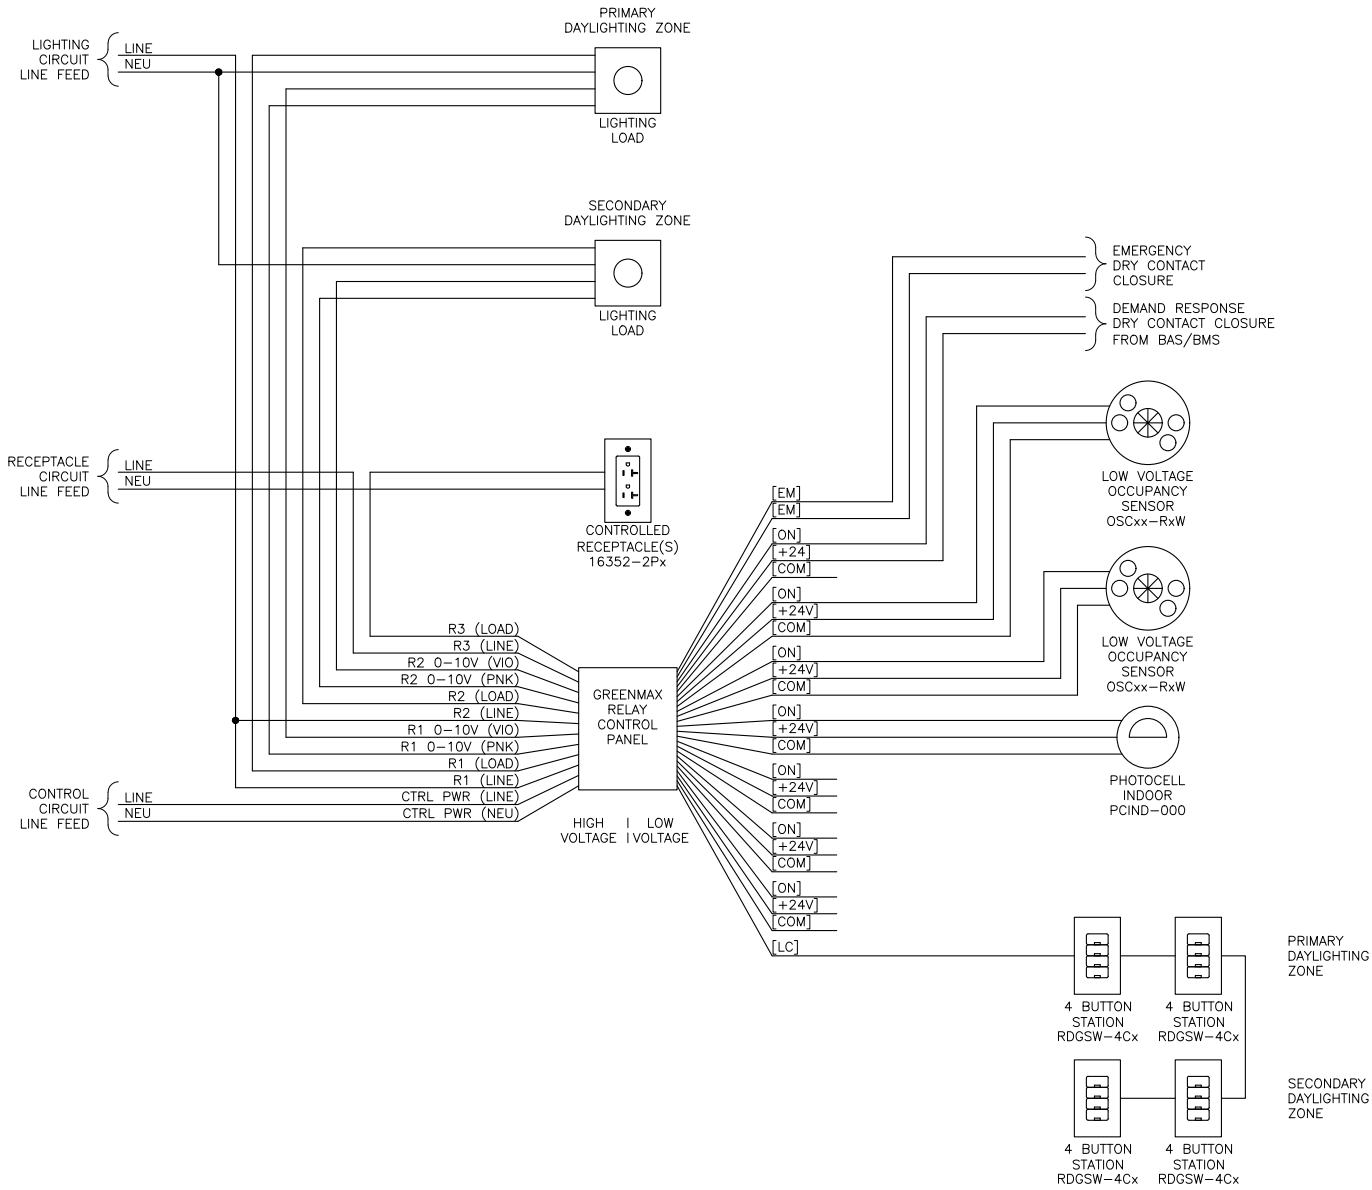 PRIMARY
DAYLIGHTING ZONE
LIGHTING
CIRCUIT
LINE FEED
LINE
NEU
LIGHTING
LOAD
SECONDARY
DAYLIGHTING ZONE
LIGHTING
LOAD
EMERGENCY
DRY CONTACT
CLOSURE
DEMAND RESPONSE
DRY CONTACT CLOSURE
FROM BAS/BMS
RECEPTACLE
CIRCUIT
LINE FEED
LINE
NEU
CONTROLLED
RECEPTACLE(S)
16352-2Px
LOW VOLTAGE
OCCUPANCY
SENSOR
OSCxx-RxW
LOW VOLTAGE
OCCUPANCY
SENSOR
OSCxx-RxW
[EM]
[EM]
[ON]
[+24]
[COM]
[ON]
[+24V]
[COM]
[ON]
[+24V]
[COM]
[ON]
[+24V]
[COM]
[ON]
[+24V]
[COM]
[ON]
[+24V]
[COM]
[ON]
[+24V]
[COM]
[LC]
R3 (LOAD)
R3 (LINE)
R2 0-10V (VIO)
R2 0-10V (PNK)
R2 (LOAD)
R2 (LINE)
R1 0-10V (VIO)
R1 0-10V (PNK)
R1 (LOAD)
R1 (LINE)
CTRL PWR (LINE)
CTRL PWR (NEU)
GREENMAX
RELAY
CONTROL
PANEL
HIGH | LOW
VOLTAGE | VOLTAGE
CONTROL
CIRCUIT
LINE FEED
LINE
NEU
PHOTOCELL
INDOOR
PCIND-000
PRIMARY
DAYLIGHTING
ZONE
4 BUTTON
STATION
RDGSW-4Cx
4 BUTTON
STATION
RDGSW-4Cx
SECONDARY
DAYLIGHTING
ZONE
4 BUTTON
STATION
RDGSW-4Cx
4 BUTTON
STATION
RDGSW-4Cx